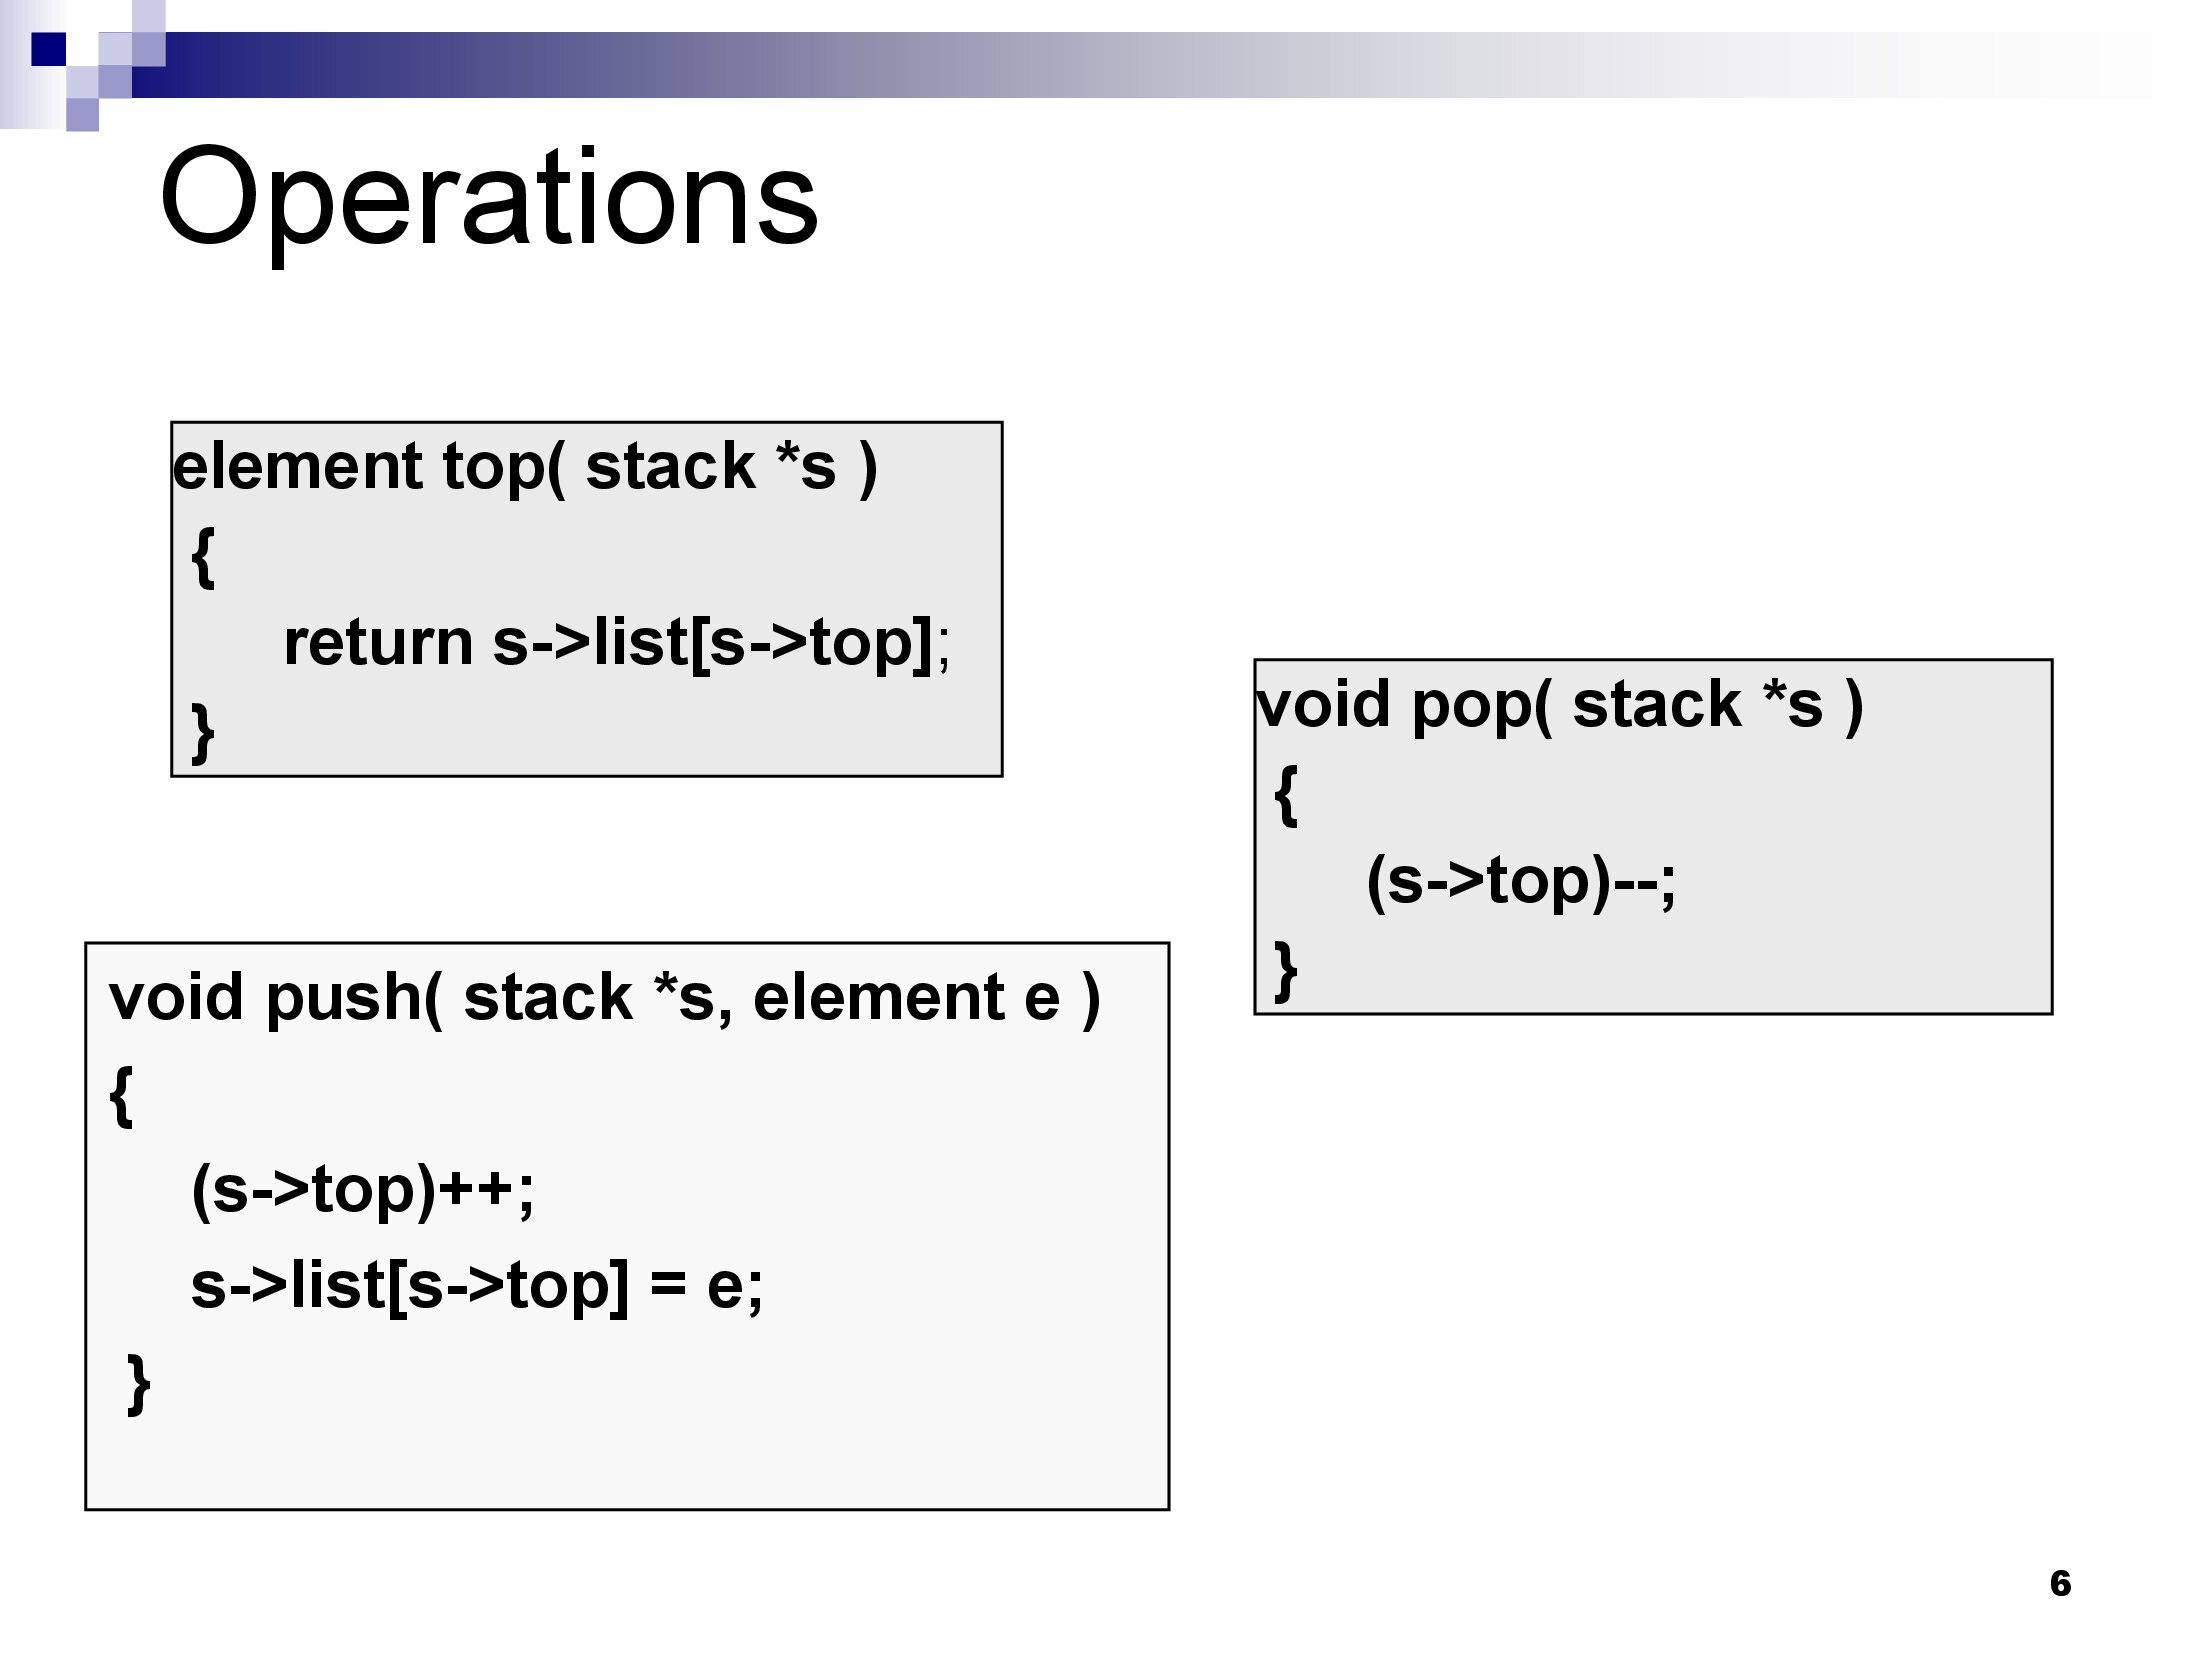 Operations
element top( stack *s )
{
return s->list[s->top];
}
void pop( stack *s )
{
(s->top)--;
}
void push( stack *s, element e )
{
(s->top)++;
s->list[s->top] = e;
}
6